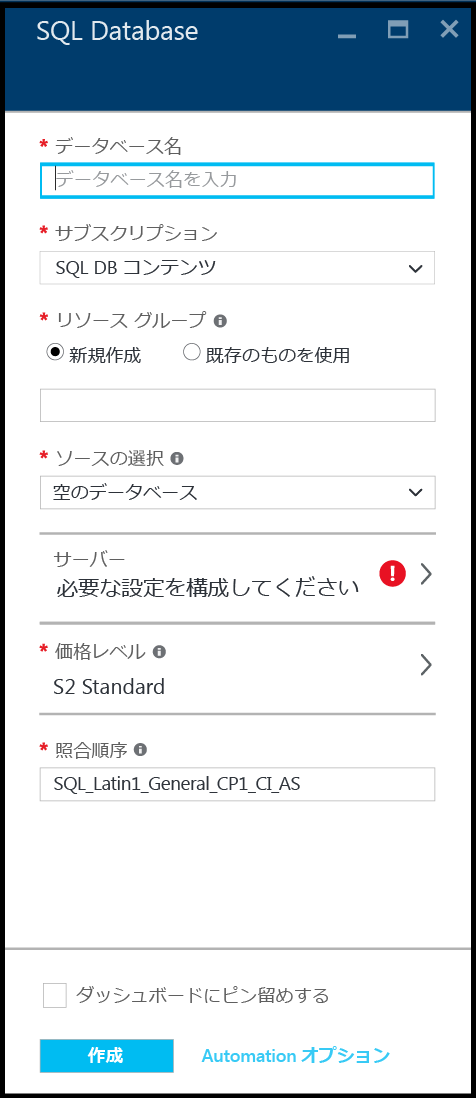 SQL Database
* データベース名
データベース名を入力
* サブスクリプション
SQL DB コンテンツ
* リソース グループ
新規作成 既存のものを使用
* ソースの選択
空のデータベース
サーバー
必要な設定を構成してください
* 価格レベル
S2 Standard
* 照合順序
SQL_Latin1_General_CP1_CI_AS
ダッシュボードにピン留めする
作成 Automation オプション